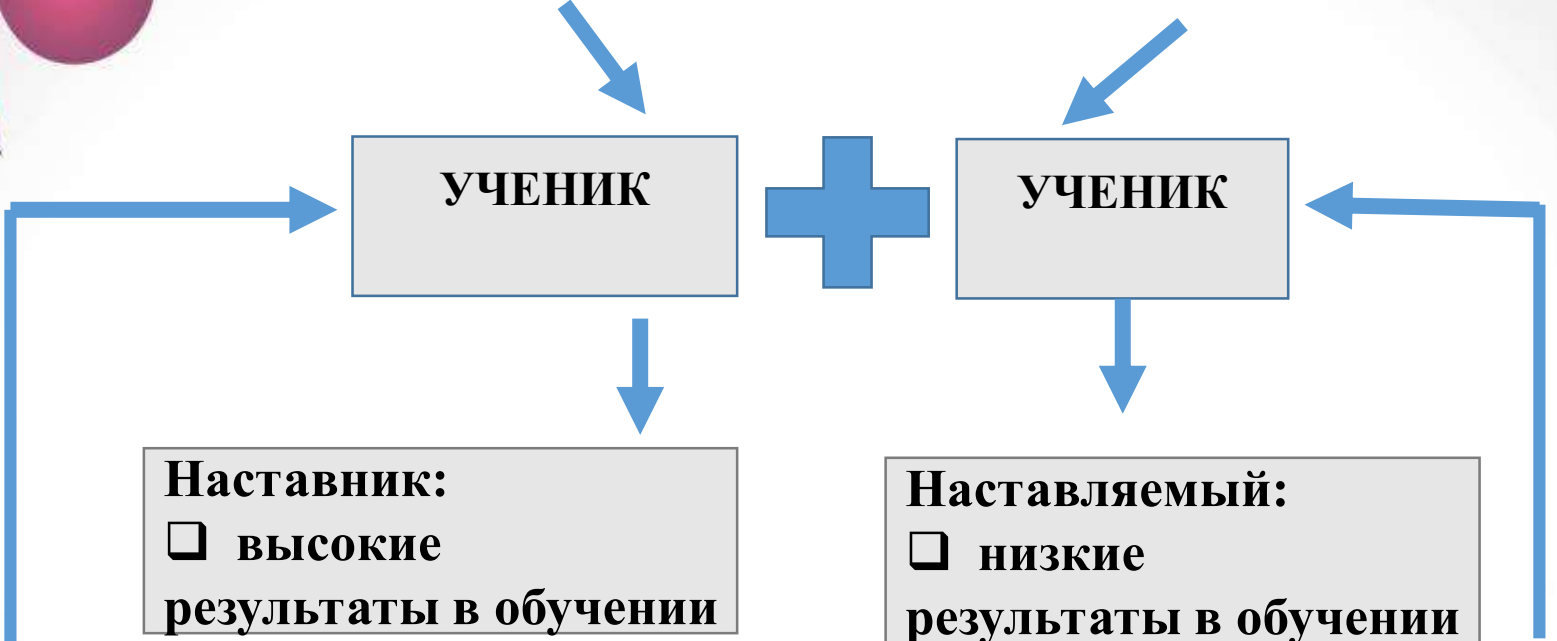 УЧЕНИК
УЧЕНИК
Наставник:
❑ высокие
результаты в обучении
Наставляемый:
❑ низкие
результаты в обучении